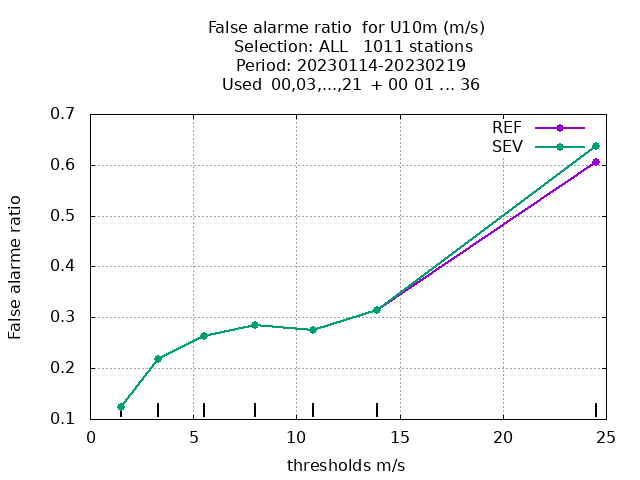 False alarme ratio  for U10m (m/s)
Selection: ALL   1011 stations
Period: 20230114-20230219
Used  00,03,...,21  + 00 01 ... 36
REF
SEV
False alarme ratio
0.7
0.6
0.5
0.4
0.3
0.2
0.1
0 5 10 15 20 25
thresholds m/s